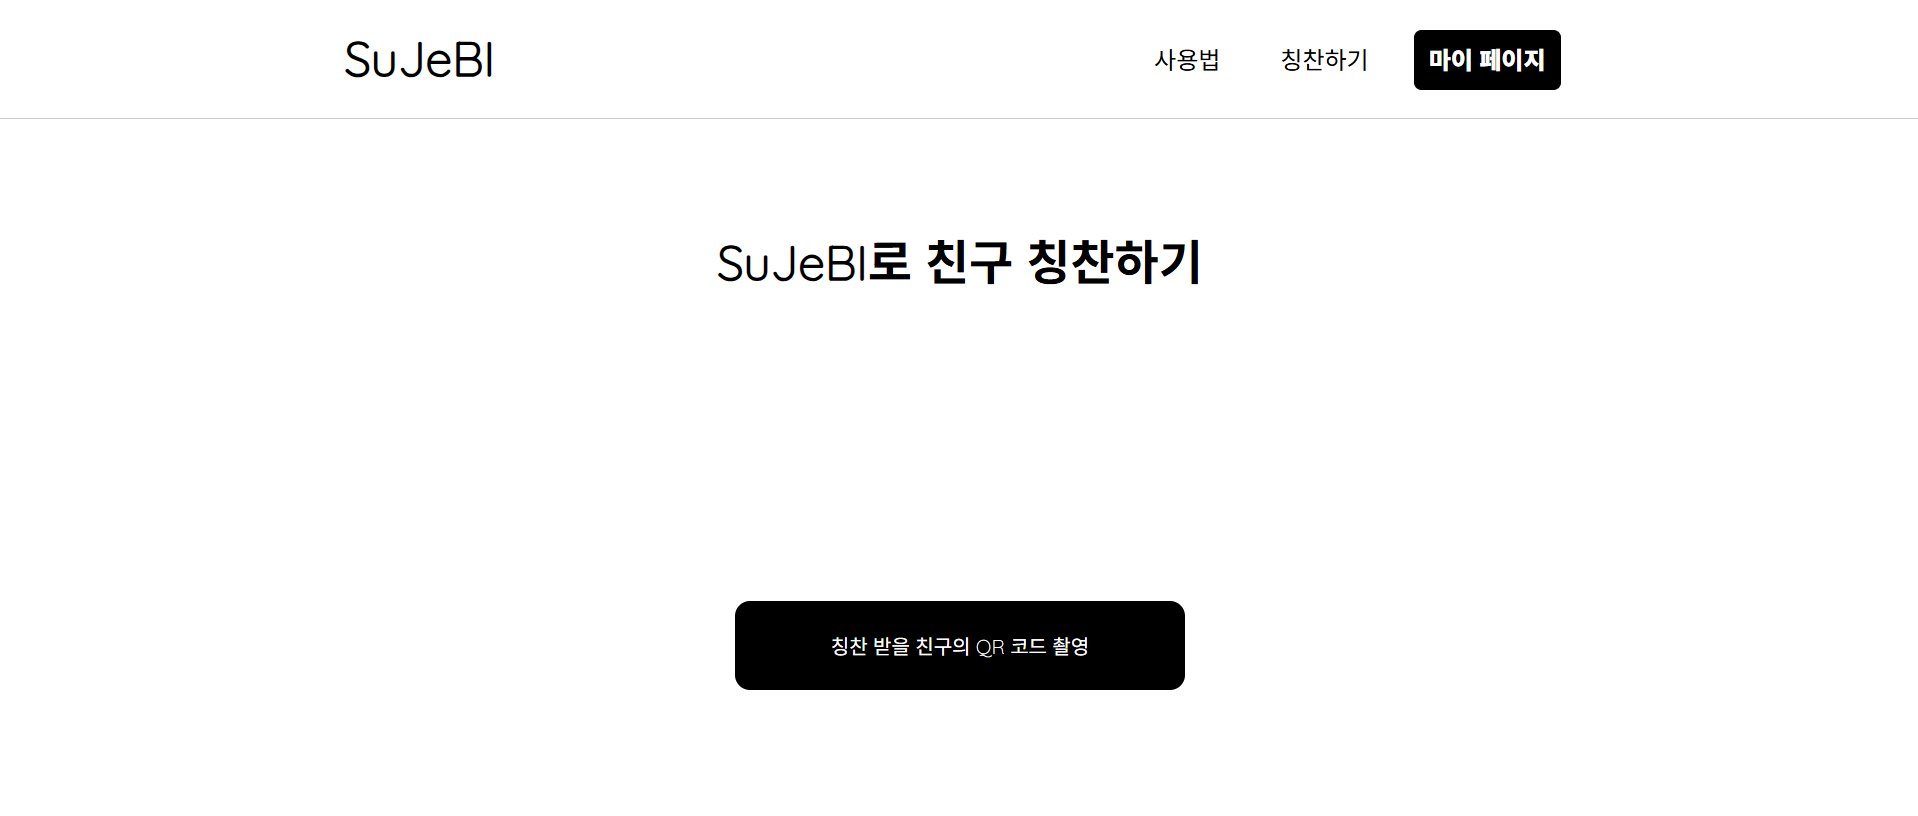 SuJeBI
사용법
칭찬하기
마이 페이지
SuJeBI로 친구 칭찬하기
칭찬 받을 친구의 QR 코드 촬영